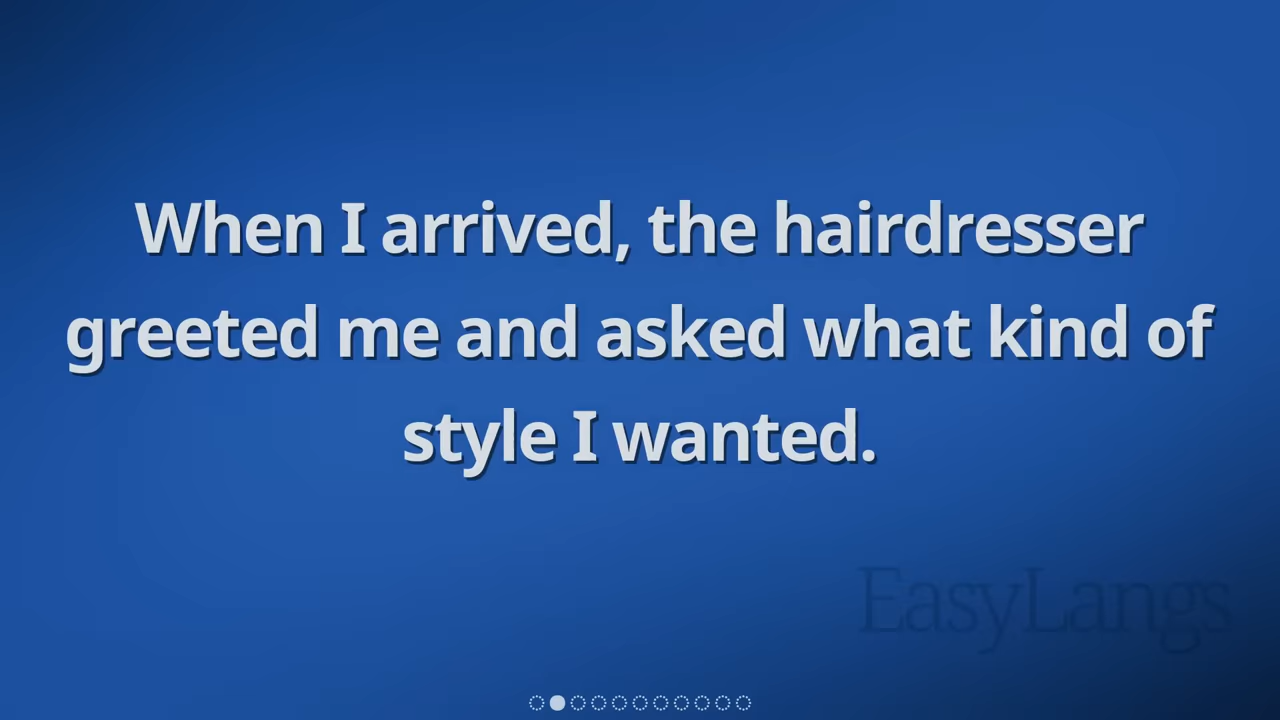 When I arrived, the hairdresser
greeted me and asked what kind of
style I wanted.
EasyLangs